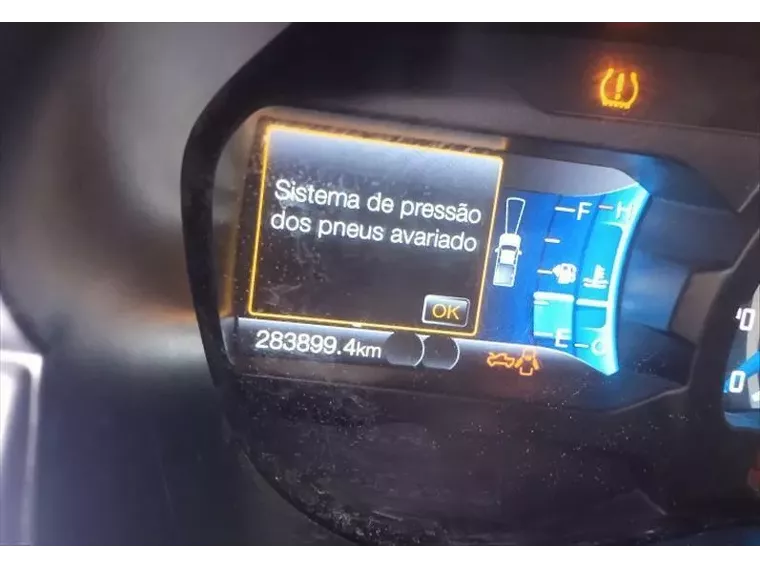 Sistema de pressão
dos pneus avariado
OK
283899.4km
F
H
E
C